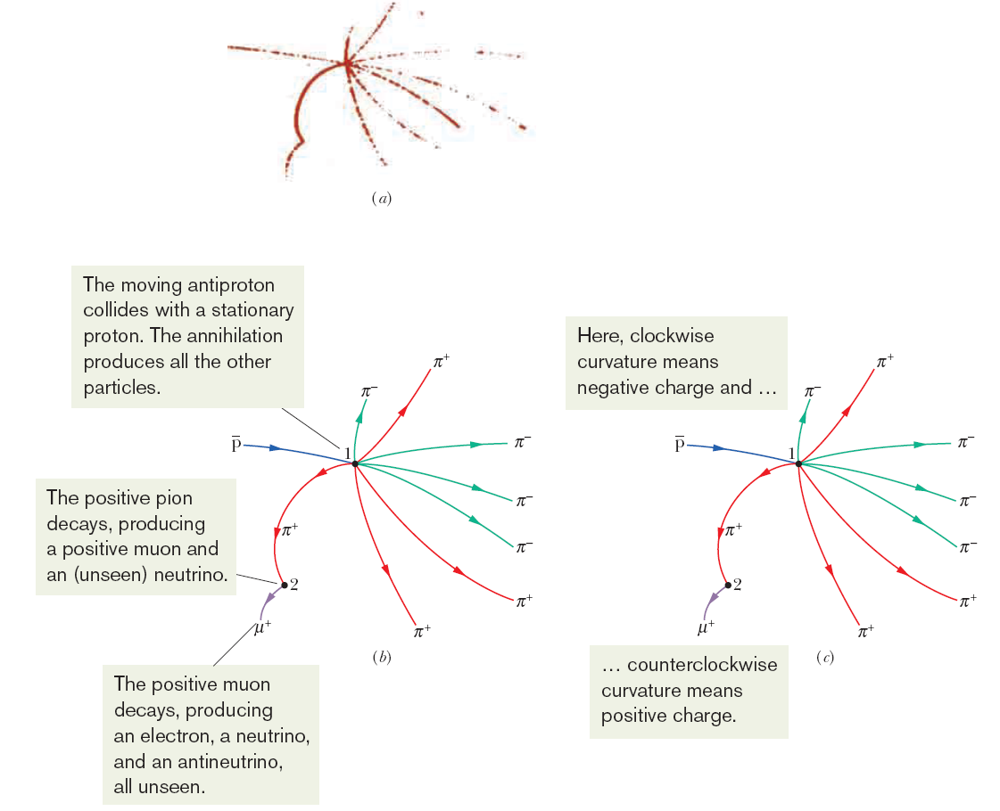 (a)
The moving antiproton
collides with a stationary
proton. The annihilation
produces all the other
particles.
π⁺
π⁻
p̅
1
π⁻
π⁻
π⁻
π⁺
2
π⁺
μ⁺
π⁺
The positive pion
decays, producing
a positive muon and
an (unseen) neutrino.
(b)
The positive muon
decays, producing
an electron, a neutrino,
and an antineutrino,
all unseen.
Here, clockwise
curvature means
negative charge and …
π⁺
π⁻
p̅
1
π⁻
π⁻
π⁻
π⁺
2
π⁺
μ⁺
π⁺
(c)
… counterclockwise
curvature means
positive charge.